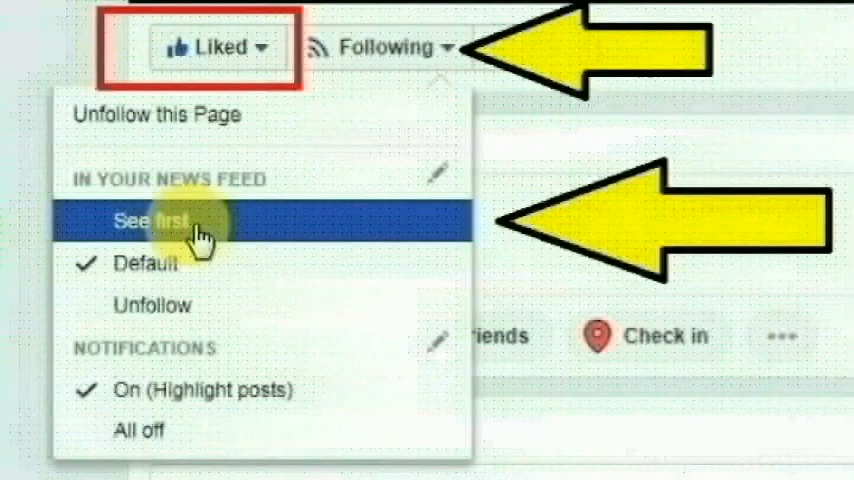 Liked Following
Unfollow this Page
IN YOUR NEWS FEED
See first
Default
Unfollow
NOTIFICATIONS
riends Check in
On (Highlight posts)
All off